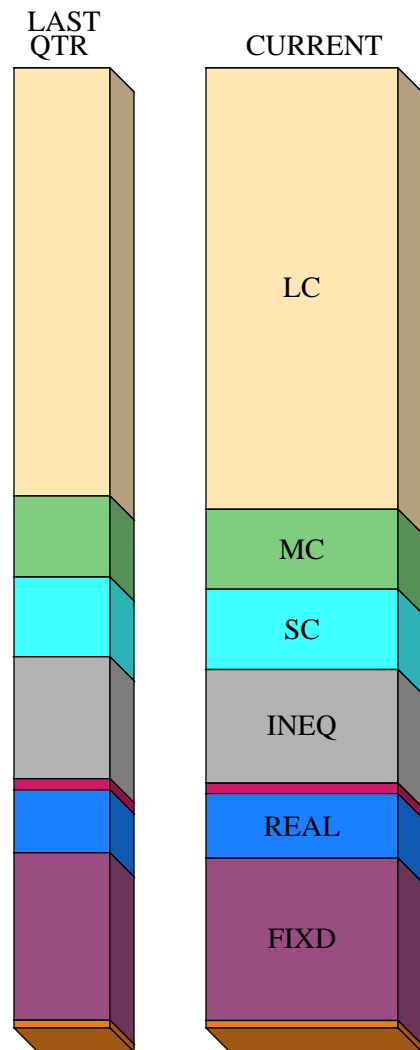 LAST
QTR
CURRENT
LC
MC
SC
INEQ
REAL
FIXD